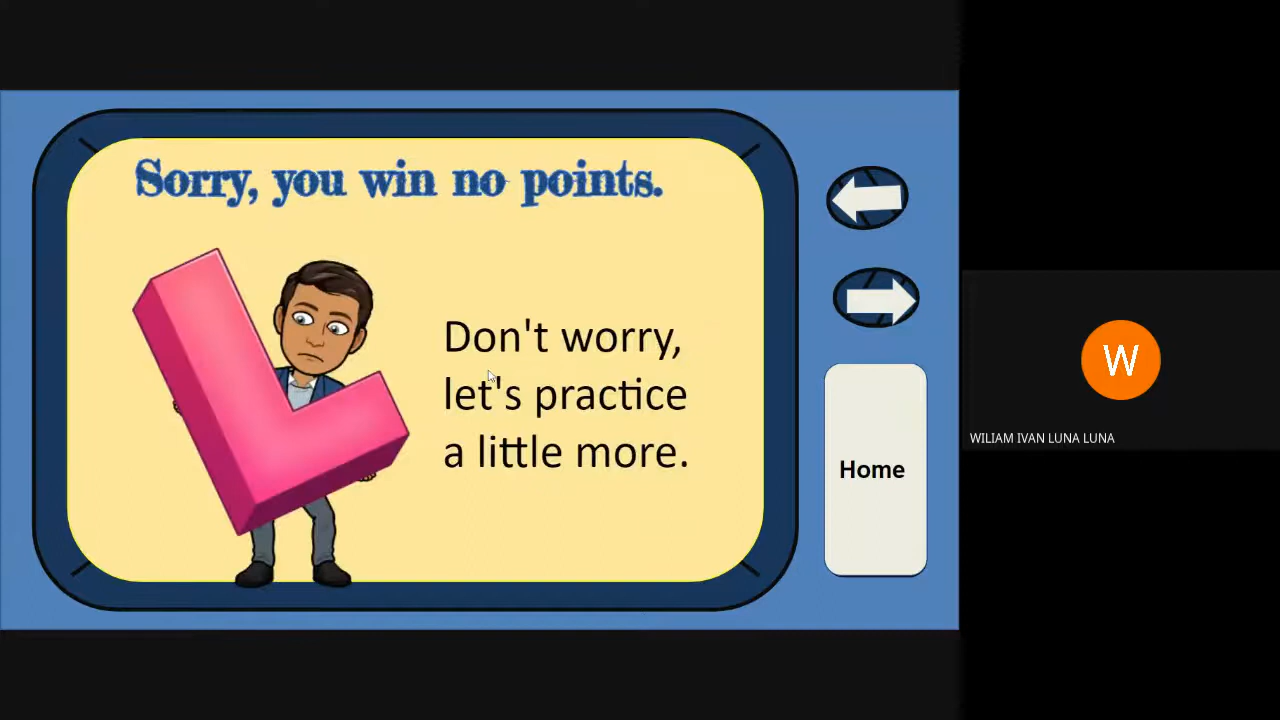 Sorry, you win no points.
Don't worry,
let's practice
a little more.
Home
W
WILIAM IVAN LUNA LUNA